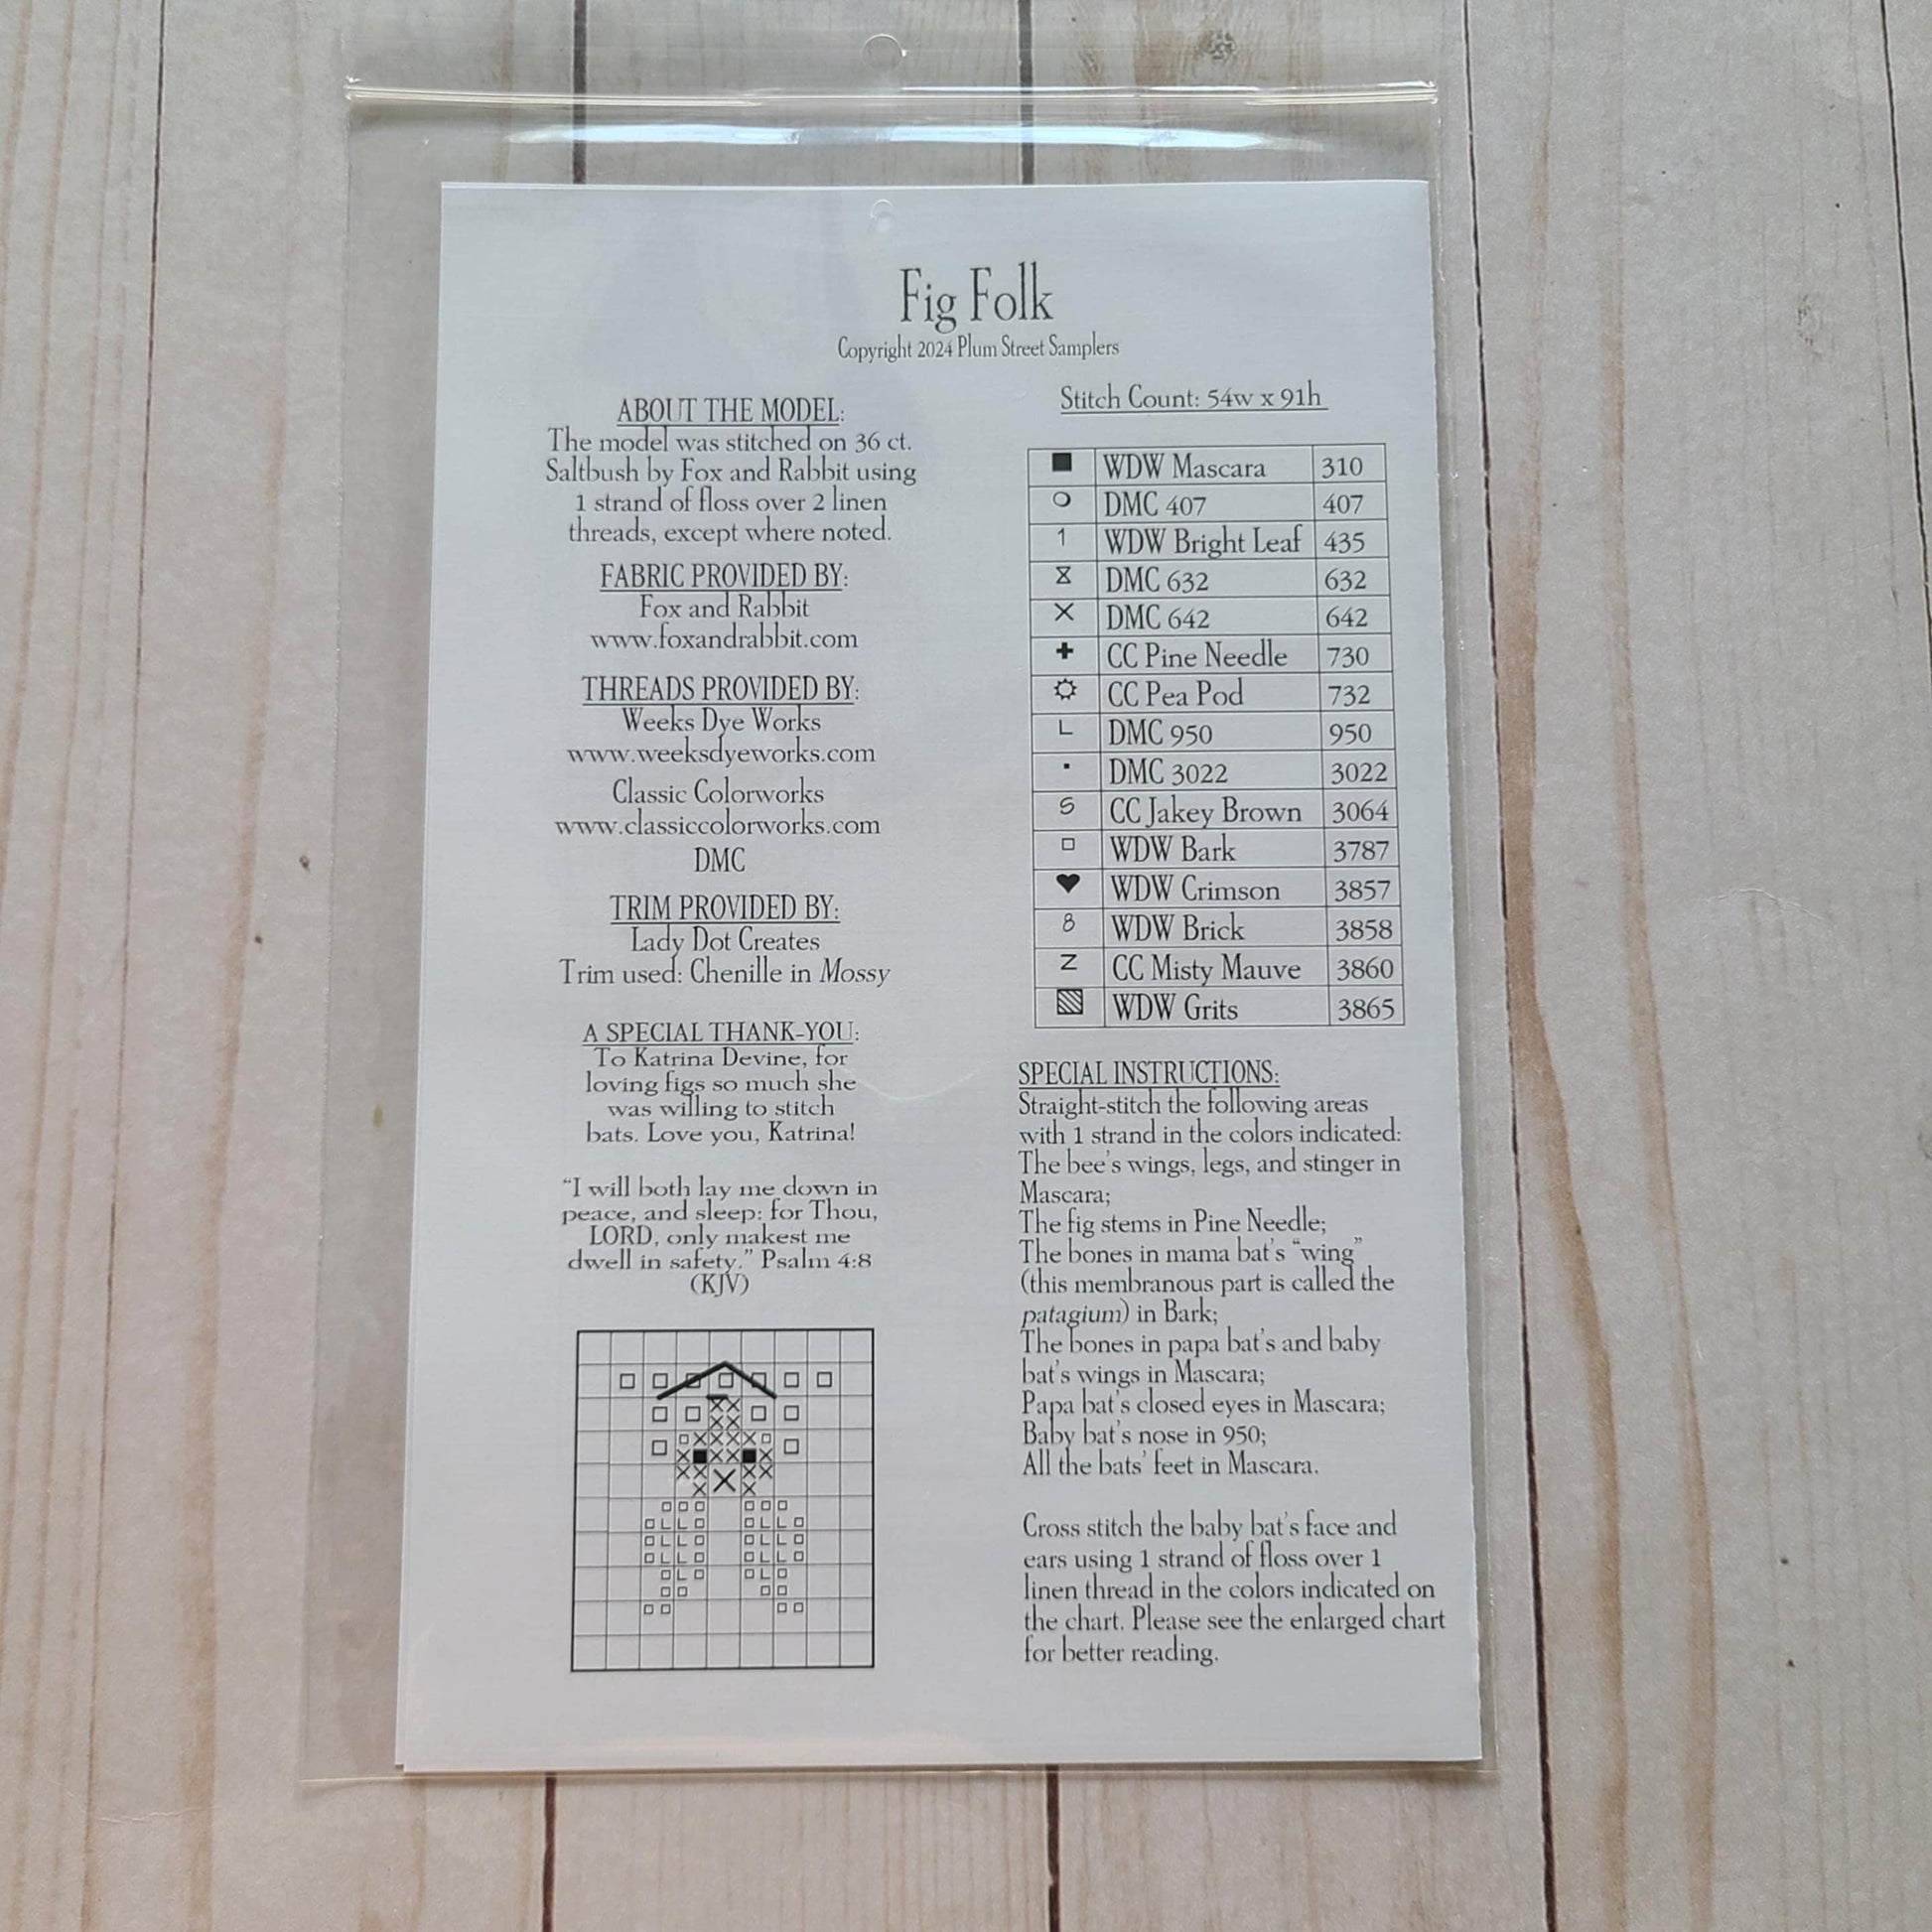 Fig Folk
Copyright 2024 Plum Street Samplers
ABOUT THE MODEL:
The model was stitched on 36 ct.
Saltbush by Fox and Rabbit using
1 strand of floss over 2 linen
threads, except where noted.
FABRIC PROVIDED BY:
Fox and Rabbit
www.foxandrabbit.com
THREADS PROVIDED BY:
Weeks Dye Works
www.weeksdyeworks.com
Classic Colorworks
www.classiccolorworks.com
DMC
TRIM PROVIDED BY:
Lady Dot Creates
Trim used: Chenille in Mossy
A SPECIAL THANK-YOU:
To Katrina Devine, for
loving figs so much she
was willing to stitch
bats. Love you, Katrina!
“I will both lay me down in
peace, and sleep: for Thou,
LORD, only makest me
dwell in safety.” Psalm 4:8
(KJV)
Stitch Count: 54w x 91h
WDW Mascara 310
DMC 407 407
1 WDW Bright Leaf 435
DMC 632 632
DMC 642 642
CC Pine Needle 730
CC Pea Pod 732
L DMC 950 950
DMC 3022 3022
S CC Jakey Brown 3064
WDW Bark 3787
WDW Crimson 3857
8 WDW Brick 3858
Z CC Misty Mauve 3860
WDW Grits 3865
SPECIAL INSTRUCTIONS:
Straight-stitch the following areas
with 1 strand in the colors indicated:
The bee's wings, legs, and stinger in
Mascara;
The fig stems in Pine Needle;
The bones in mama bat's “wing”
(this membranous part is called the
patagium) in Bark;
The bones in papa bat's and baby
bat's wings in Mascara;
Papa bat's closed eyes in Mascara;
Baby bat's nose in 950;
All the bats' feet in Mascara.
Cross stitch the baby bat's face and
ears using 1 strand of floss over 1
linen thread in the colors indicated on
the chart. Please see the enlarged chart
for better reading.